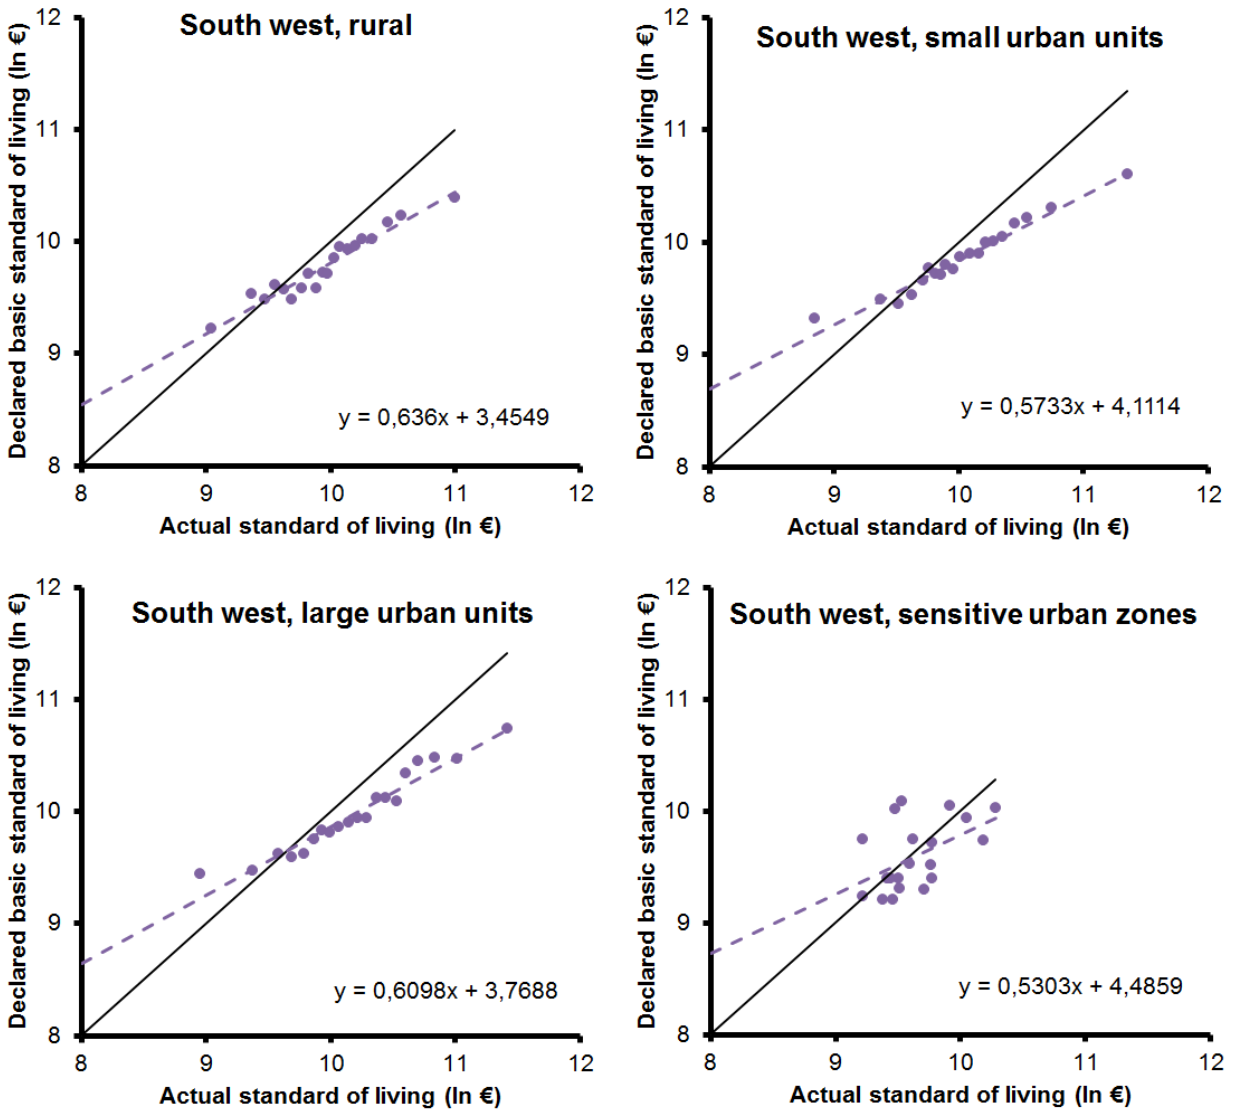 South west, rural
Declared basic standard of living (ln €)
12
11
10
9
8
y = 0,636x + 3,4549
8 9 10 11 12
Actual standard of living (ln €)
South west, small urban units
Declared basic standard of living (ln €)
12
11
10
9
8
y = 0,5733x + 4,1114
8 9 10 11 12
Actual standard of living (ln €)
South west, large urban units
Declared basic standard of living (ln €)
12
11
10
9
8
y = 0,6098x + 3,7688
8 9 10 11 12
Actual standard of living (ln €)
South west, sensitive urban zones
Declared basic standard of living (ln €)
12
11
10
9
8
y = 0,5303x + 4,4859
8 9 10 11 12
Actual standard of living (ln €)